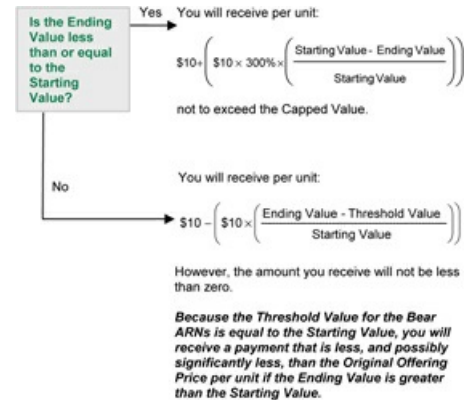 Is the Ending
Value less
than or equal
to the
Starting
Value?
Yes
You will receive per unit:
$10+($10 × 300%×(Starting Value - Ending Value
Starting Value))
not to exceed the Capped Value.
No
You will receive per unit:
$10 – ($10 ×(Ending Value - Threshold Value
Starting Value))
However, the amount you receive will not be less
than zero.
Because the Threshold Value for the Bear
ARNs is equal to the Starting Value, you will
receive a payment that is less, and possibly
significantly less, than the Original Offering
Price per unit if the Ending Value is greater
than the Starting Value.